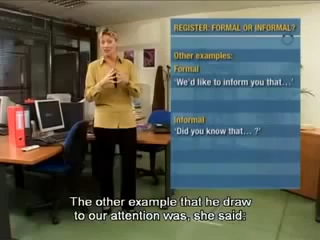 REGISTER: FORMAL OR INFORMAL?
Other examples:
Formal
'We'd like to inform you that…'
Informal
'Did you know that… ?'
The other example that he draw
to our attention was, she said: